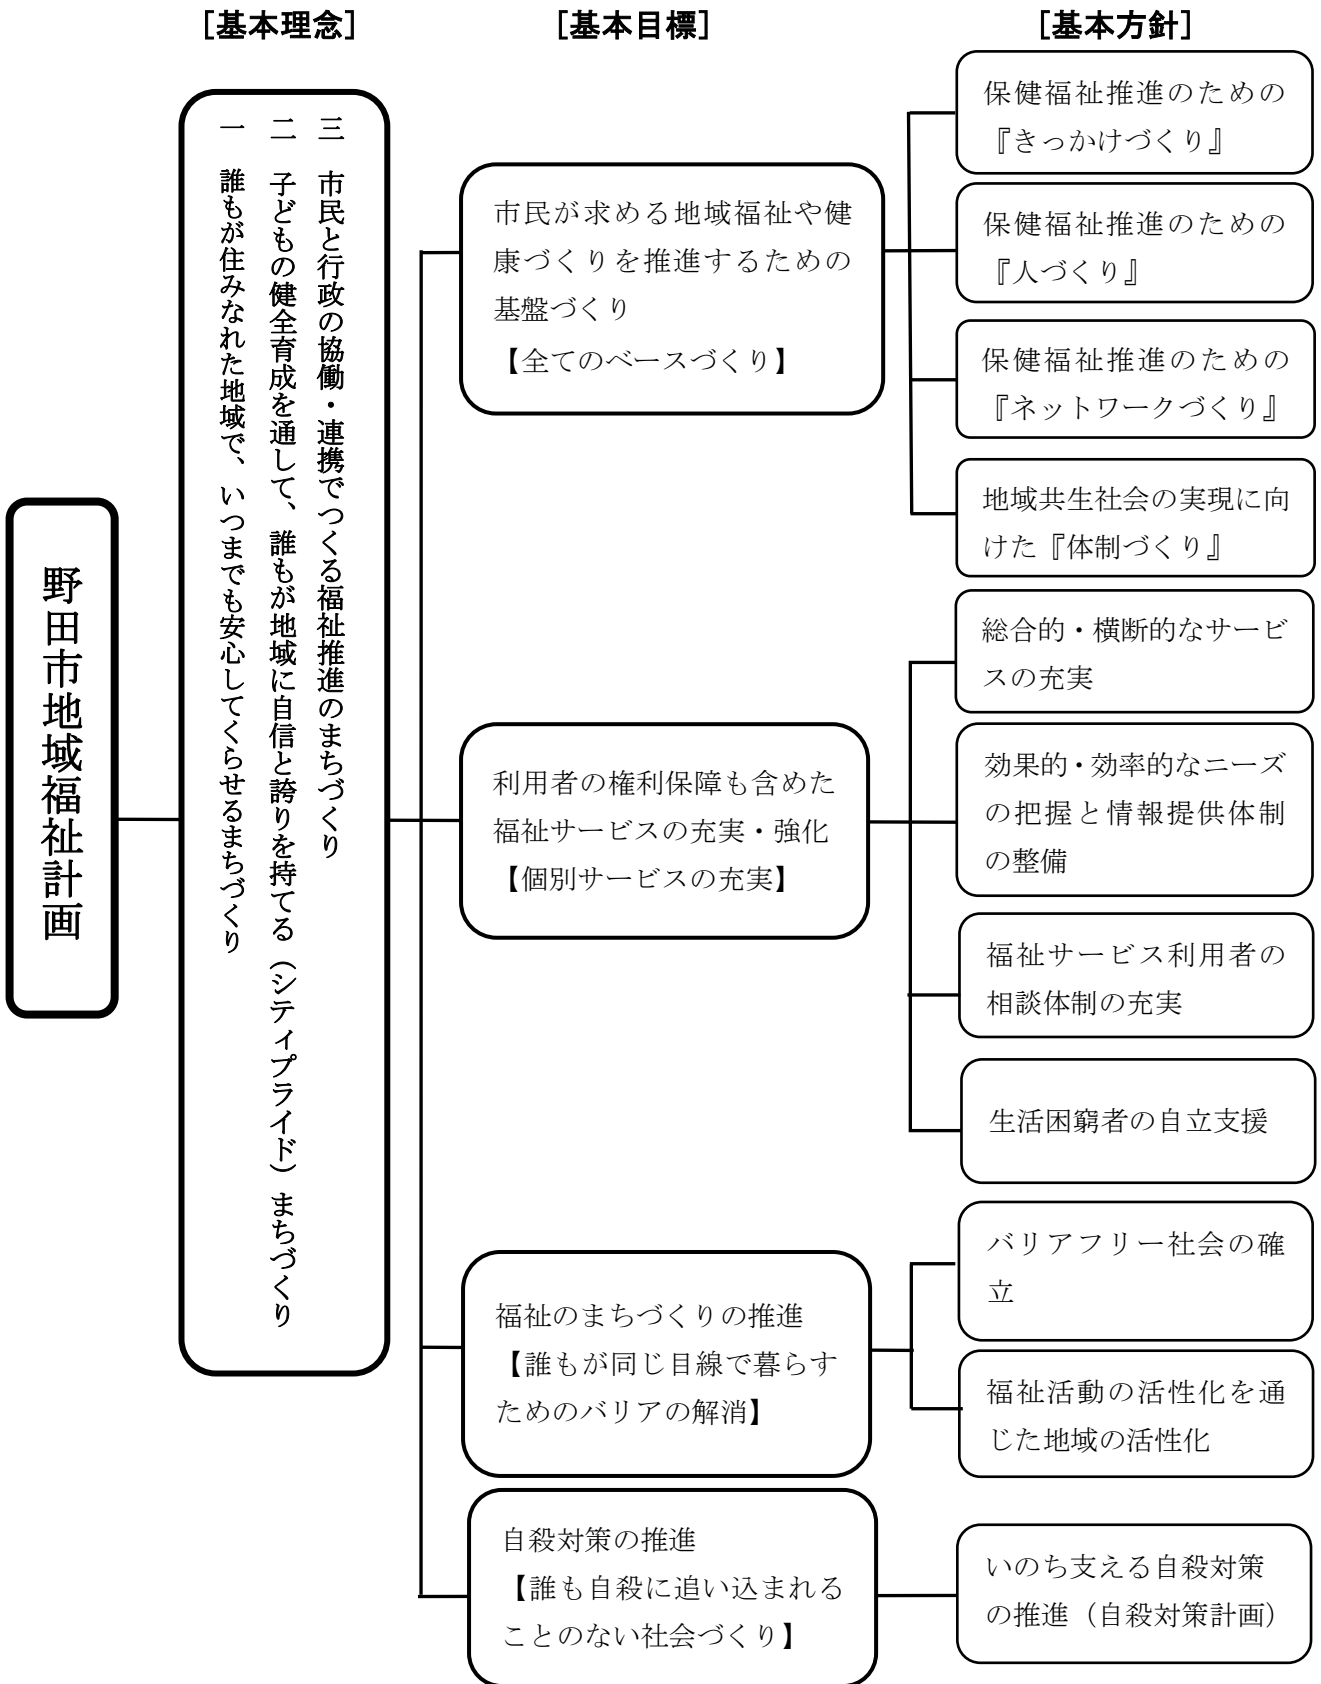 ［基本理念］
［基本目標］
［基本方針］
野田市地域福祉計画
三　市民と行政の協働・連携でつくる福祉推進のまちづくり
二　子どもの健全育成を通して、誰もが地域に自信と誇りを持てる（シティプライド）まちづくり
一　誰もが住みなれた地域で、いつまでも安心してくらせるまちづくり
市民が求める地域福祉や健
康づくりを推進するための
基盤づくり
【全てのベースづくり】
保健福祉推進のための
『きっかけづくり』
保健福祉推進のための
『人づくり』
保健福祉推進のための
『ネットワークづくり』
地域共生社会の実現に向
けた『体制づくり』
利用者の権利保障も含めた
福祉サービスの充実・強化
【個別サービスの充実】
総合的・横断的なサービ
スの充実
効果的・効率的なニーズ
の把握と情報提供体制
の整備
福祉サービス利用者の
相談体制の充実
生活困窮者の自立支援
福祉のまちづくりの推進
【誰もが同じ目線で暮らす
ためのバリアの解消】
バリアフリー社会の確
立
福祉活動の活性化を通
じた地域の活性化
自殺対策の推進
【誰も自殺に追い込まれる
ことのない社会づくり】
いのち支える自殺対策
の推進（自殺対策計画）